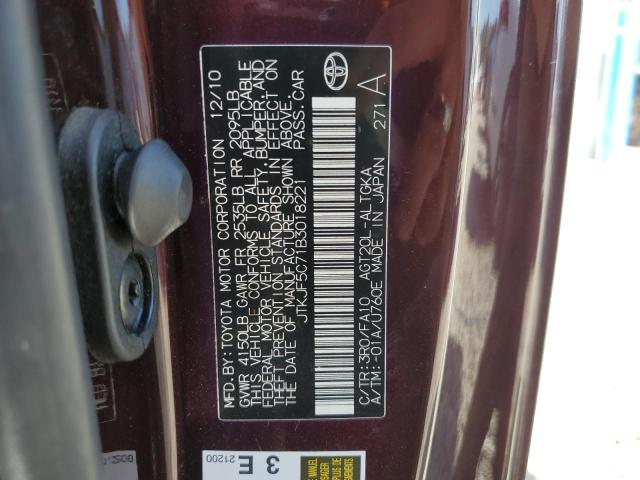 MFD.BY:TOYOTA MOTOR CORPORATION 12/10
GVWR 4150LB GAWR FR 2535LB RR 2095LB
THIS VEHICLE CONFORMS TO ALL APPLICABLE
FEDERAL MOTOR VEHICLE SAFETY, BUMPER, AND
THEFT PREVENTION STANDARDS IN EFFECT ON
THE DATE OF MANUFACTURE SHOWN ABOVE.
JTKJF5C71B3018221 PASS.CAR
C/TR: 3R0/FA10 AGT20L-ALTGKA
A/TM:-01A/U760E MADE IN JAPAN 271 A
3 E
21200